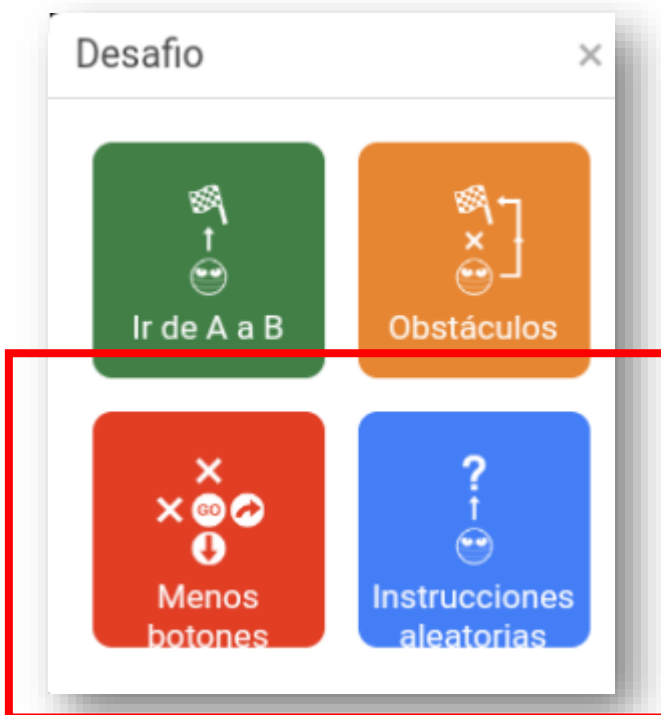 Desafio
×
Ir de A a B
Obstáculos
GO
Menos
botones
?
Instrucciones
aleatorias